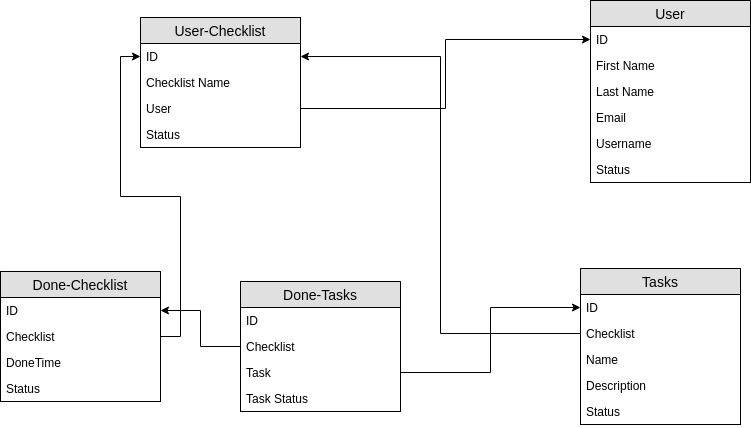 User-Checklist
ID
Checklist Name
User
Status
User
ID
First Name
Last Name
Email
Username
Status
Done-Checklist
ID
Checklist
DoneTime
Status
Done-Tasks
ID
Checklist
Task
Task Status
Tasks
ID
Checklist
Name
Description
Status